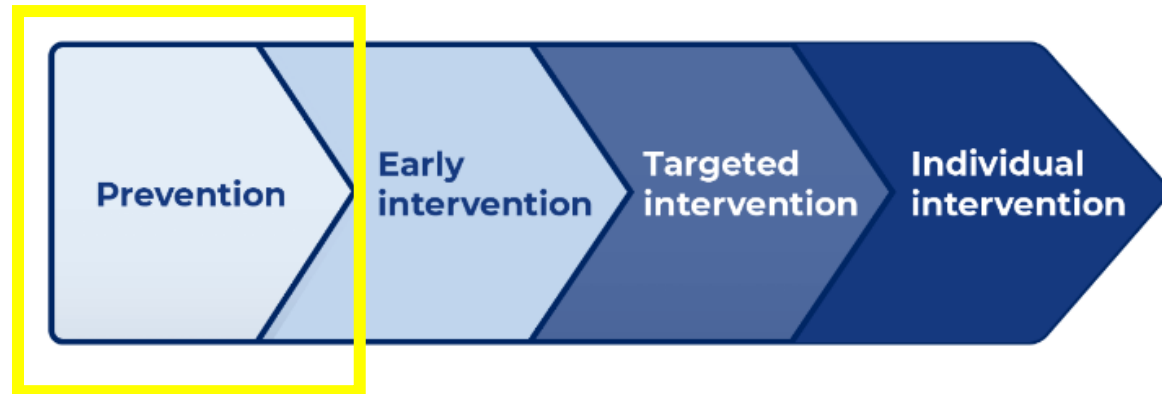 Prevention
Early
intervention
Targeted
intervention
Individual
intervention